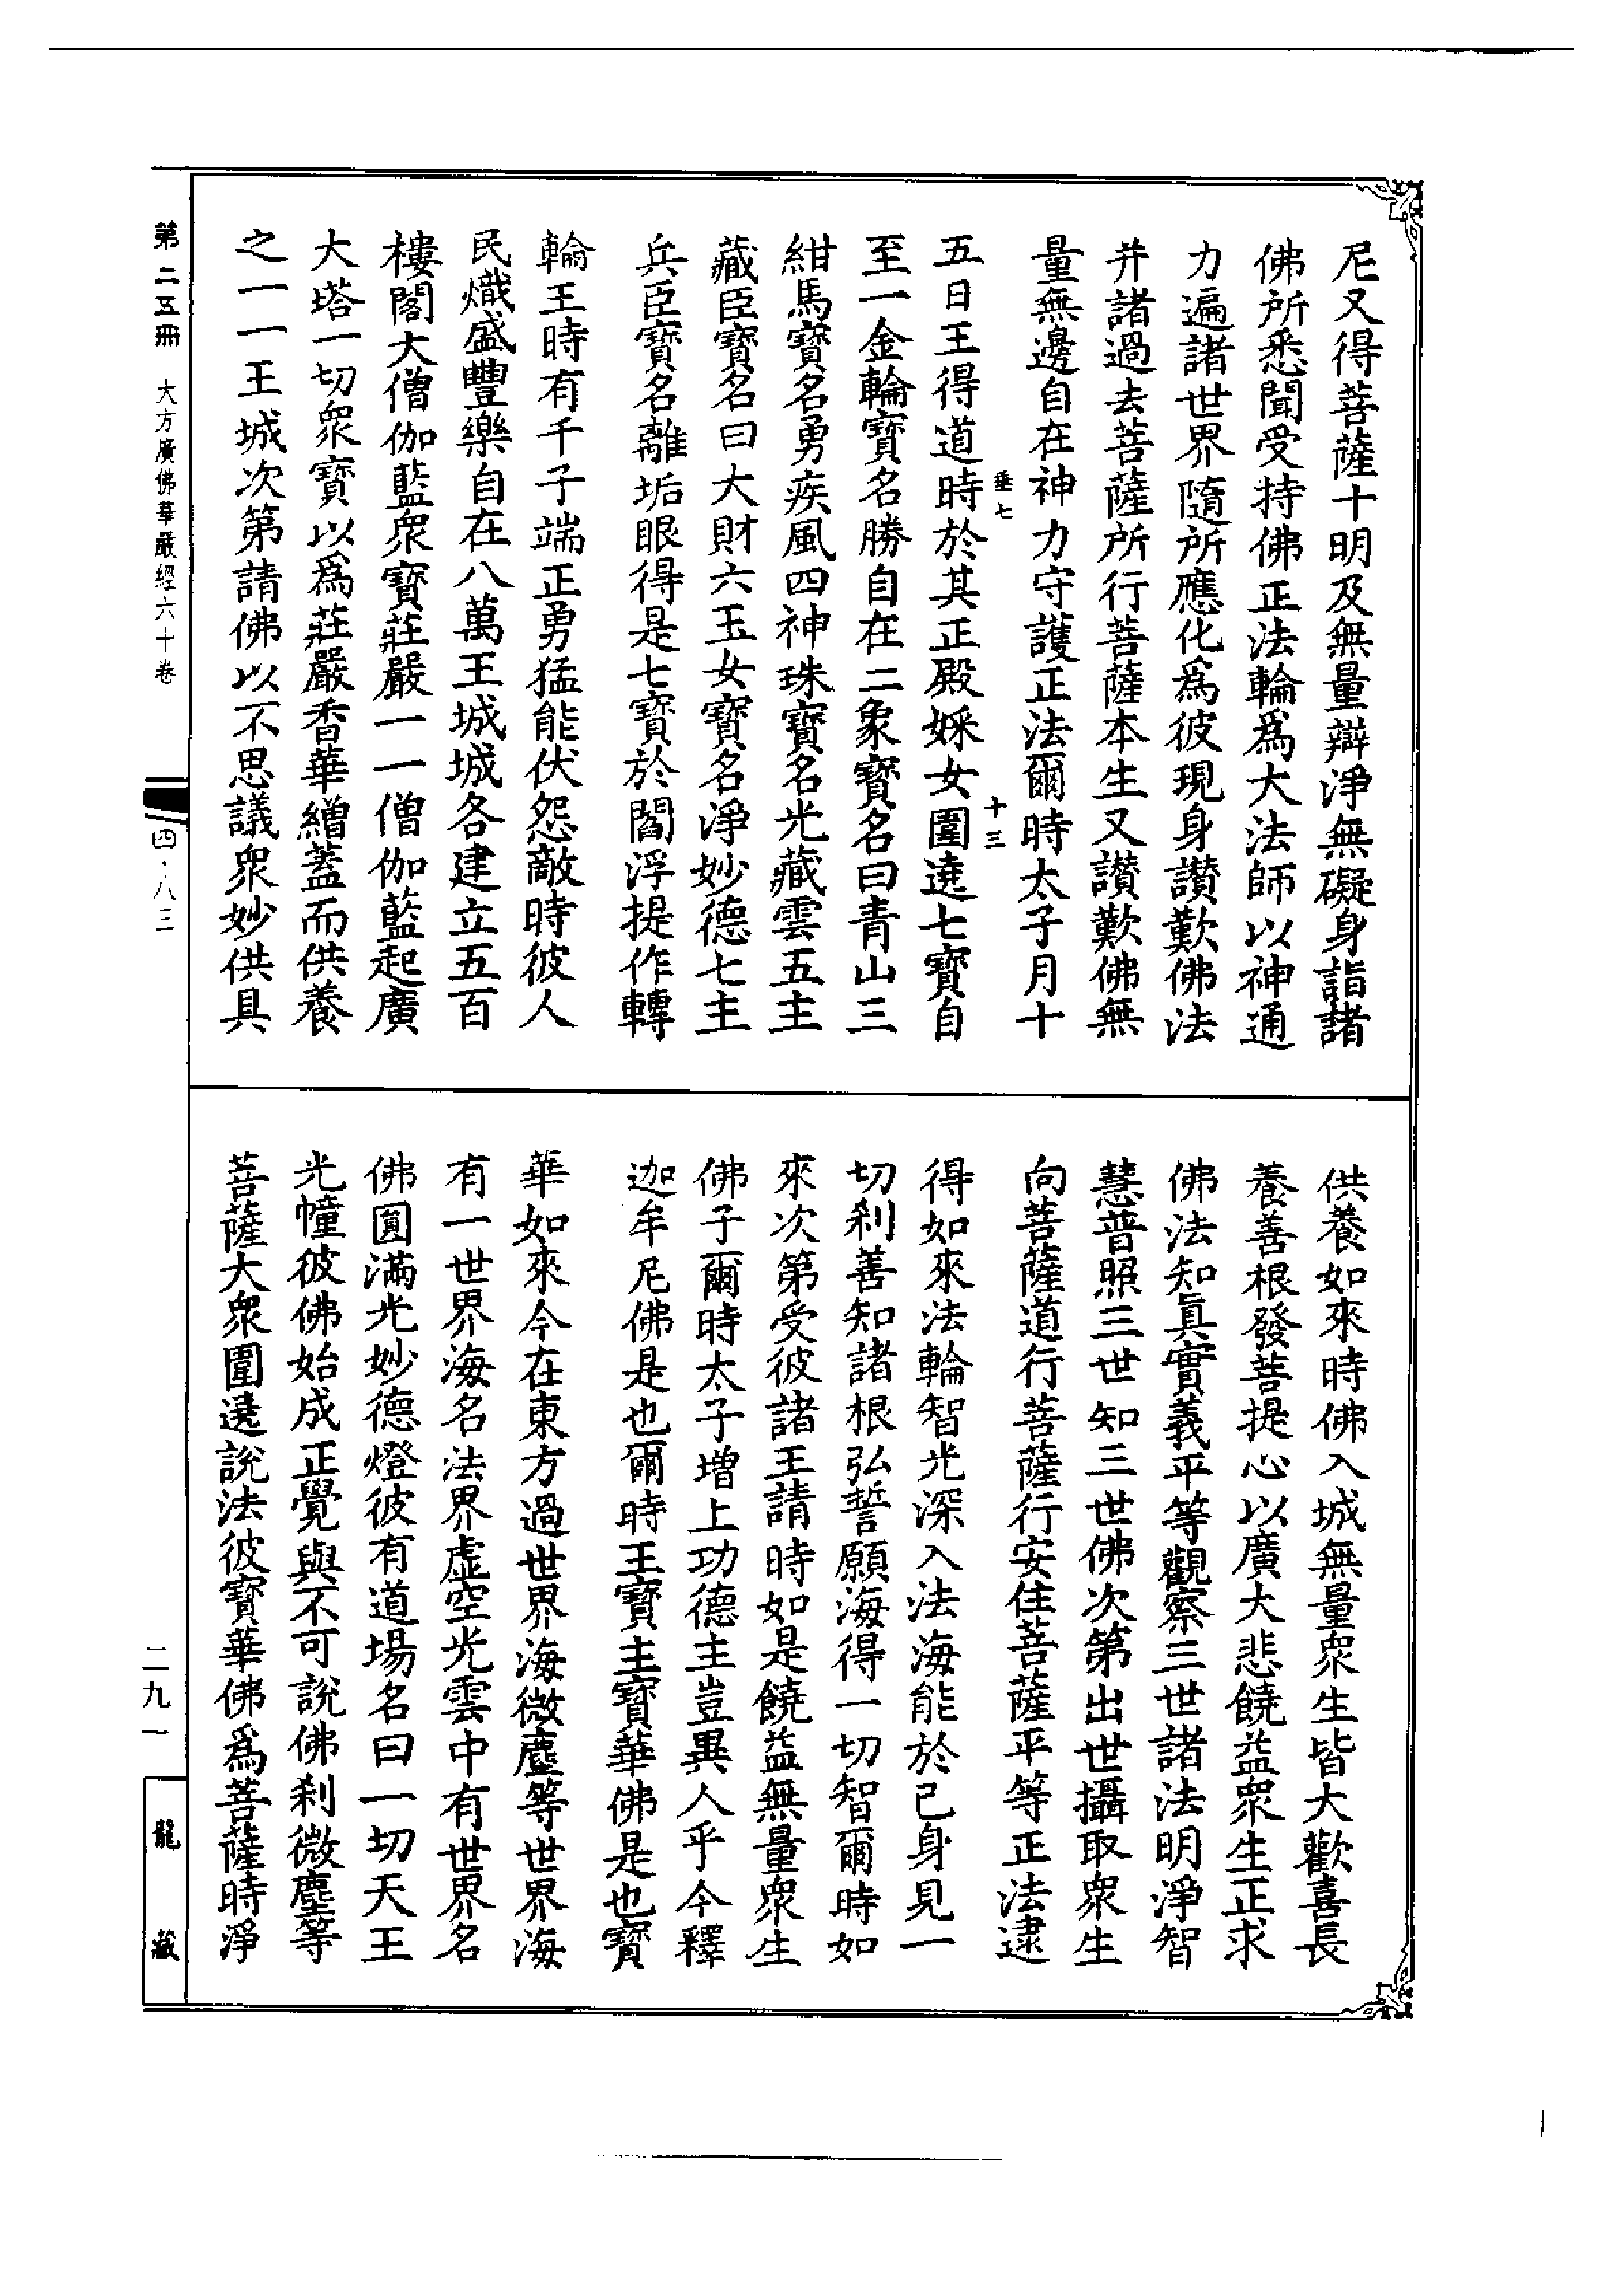 尼又得菩薩十明及無量辯淨無礙身詣諸
佛所悉聞受持佛正法輪為大法師以神通
力遍諸世界隨所應化為彼現身讃歎佛法
并諸過去菩薩所行菩薩本生又讃歎佛無
量無邊自在神力守護正法爾時太子月十
垂七
十三
五日王得道時於其正殿婇女圍遶七寶自
至一金輪寶名勝自在二象寶名曰青山三
紺馬寶名勇疾風四神珠寶名光藏雲五主
藏臣寶名曰大財六玉女寶名淨妙德七主
兵臣寶名離垢眼得是七寶於閻浮提作轉
輪王時有千子端正勇猛能伏怨敵時彼人
民熾盛豐樂自在八萬王城城各建立五百
樓閣大僧伽藍衆寶莊嚴一一僧伽藍起廣
大塔一切衆寶以為莊嚴香華繒蓋而供養
之一一王城次第請佛以不思議衆妙供具
供養如來時佛入城無量衆生皆大歡喜長
養善根發菩提心以廣大悲饒益衆生正求
佛法知真實義平等觀察三世諸法明淨智
慧普照三世知三世佛次第出世攝取衆生
向菩薩道行菩薩行安住菩薩平等正法逮
得如來法輪智光深入法海能於己身見一
切刹善知諸根弘誓願海得一切智爾時如
來次第受彼諸王請時如是饒益無量衆生
佛子爾時太子增上功德主豈異人乎今釋
迦牟尼佛是也爾時王寶主寶華佛是也寶
華如來今在東方過世界海微塵等世界海
有一世界海名法界虛空光雲中有世界名
佛圓滿光妙德燈彼有道場名曰一切天王
光幢彼佛始成正覺與不可說佛刹微塵等
菩薩大衆圍遶說法彼寶華佛為菩薩時淨
第二五冊 大方廣佛華嚴經六十卷
四·八三
二九一
龍藏